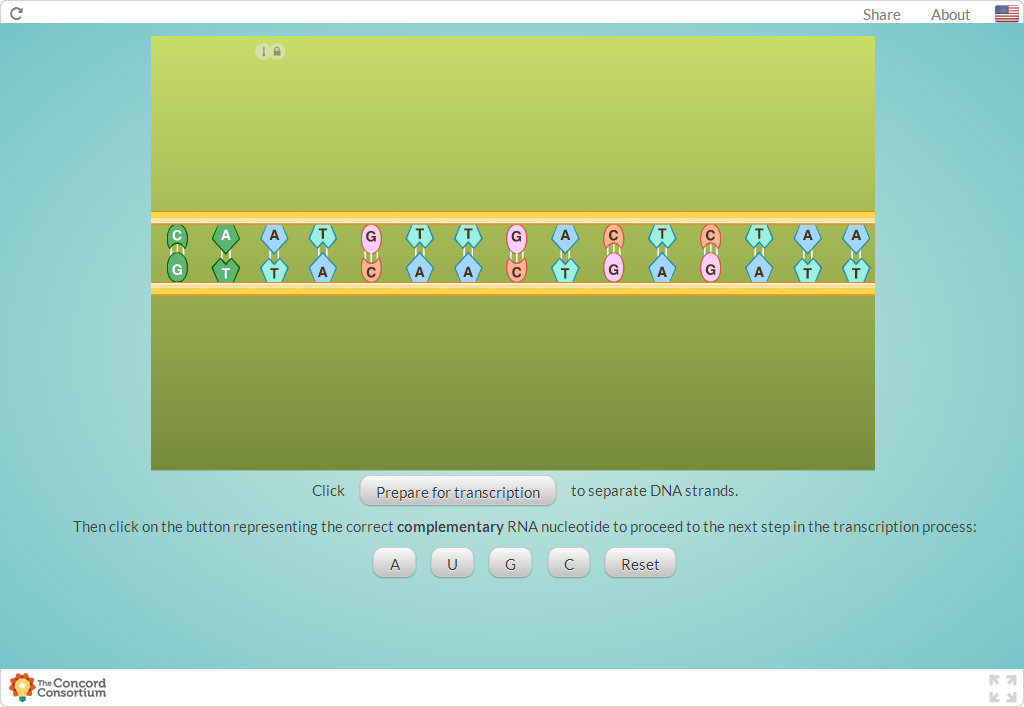 Share About
C A A T G T T G A C T C T A A
G T T A C A A C T G A G A T T
Click Prepare for transcription to separate DNA strands.
Then click on the button representing the correct complementary RNA nucleotide to proceed to the next step in the transcription process:
A U G C Reset
The Concord
Consortium